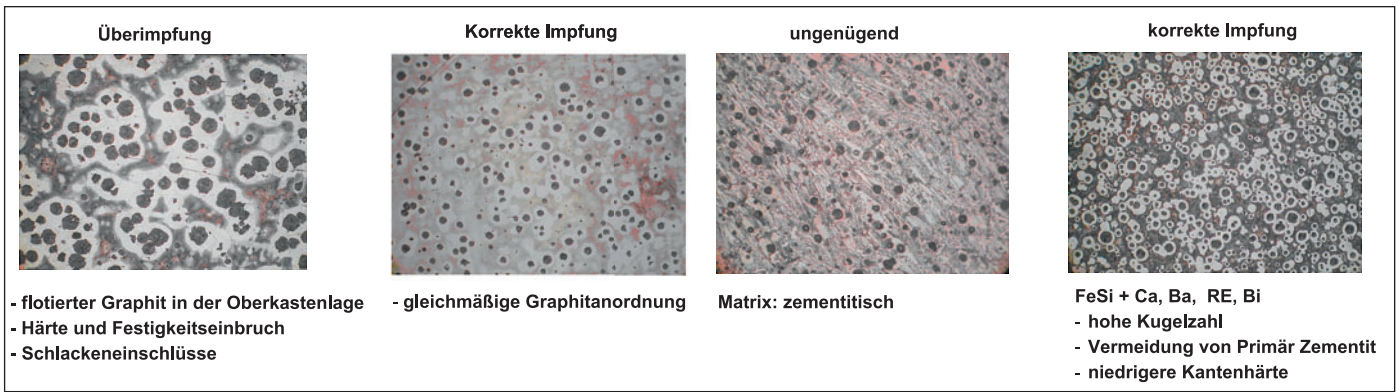 Überimpfung
- flotierter Graphit in der Oberkastenlage
- Härte und Festigkeitseinbruch
- Schlackeneinschlüsse
Korrekte Impfung
- gleichmäßige Graphitanordnung
ungenügend
Matrix: zementitisch
korrekte Impfung
FeSi + Ca, Ba, RE, Bi
- hohe Kugelzahl
- Vermeidung von Primär Zementit
- niedrigere Kantenhärte